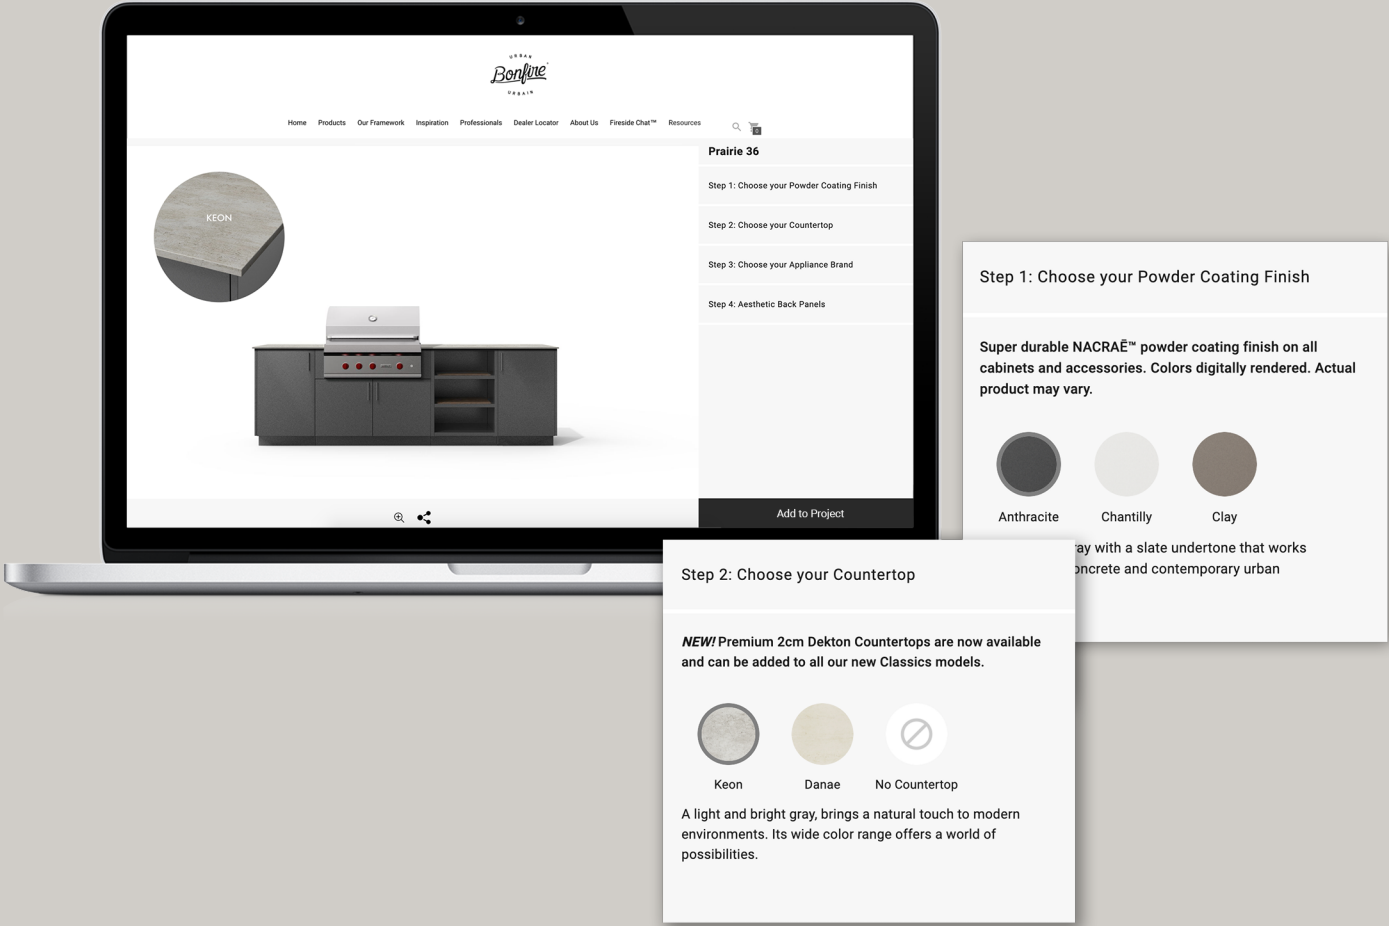 URBAN
Bonfire
URBAIN
Home Products Our Framework Inspiration Professionals Dealer Locator About Us Fireside Chat™ Resources
0
Prairie 36
Step 1: Choose your Powder Coating Finish
Step 2: Choose your Countertop
Step 3: Choose your Appliance Brand
Step 4: Aesthetic Back Panels
KEON
Add to Project
Step 1: Choose your Powder Coating Finish
Super durable NACRAĒ™ powder coating finish on all
cabinets and accessories. Colors digitally rendered. Actual
product may vary.
Anthracite Chantilly Clay
with a slate undertone that works
and contemporary urban
Step 2: Choose your Countertop
NEW! Premium 2cm Dekton Countertops are now available
and can be added to all our new Classics models.
Keon Danae No Countertop
A light and bright gray, brings a natural touch to modern
environments. Its wide color range offers a world of
possibilities.